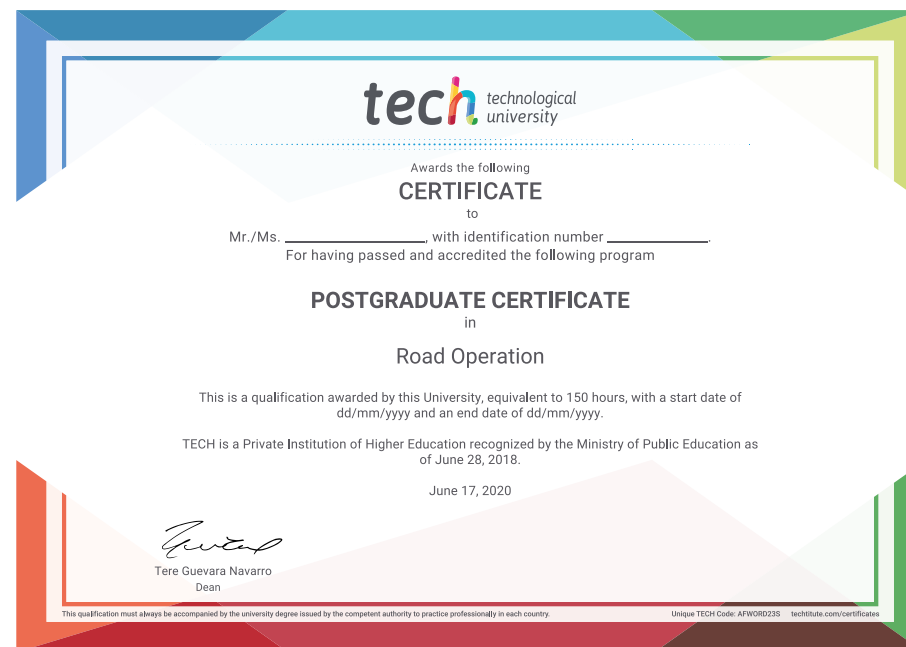 tech technological
university
Awards the following
CERTIFICATE
to
Mr./Ms. ____________________, with identification number ______________.
For having passed and accredited the following program
POSTGRADUATE CERTIFICATE
in
Road Operation
This is a qualification awarded by this University, equivalent to 150 hours, with a start date of
dd/mm/yyyy and an end date of dd/mm/yyyy.
TECH is a Private Institution of Higher Education recognized by the Ministry of Public Education as
of June 28, 2018.
June 17, 2020
Tere Guevara Navarro
Dean
This qualification must always be accompanied by the university degree issued by the competent authority to practice professionally in each country. Unique TECH Code: AFWORD23S techtitute.com/certificates